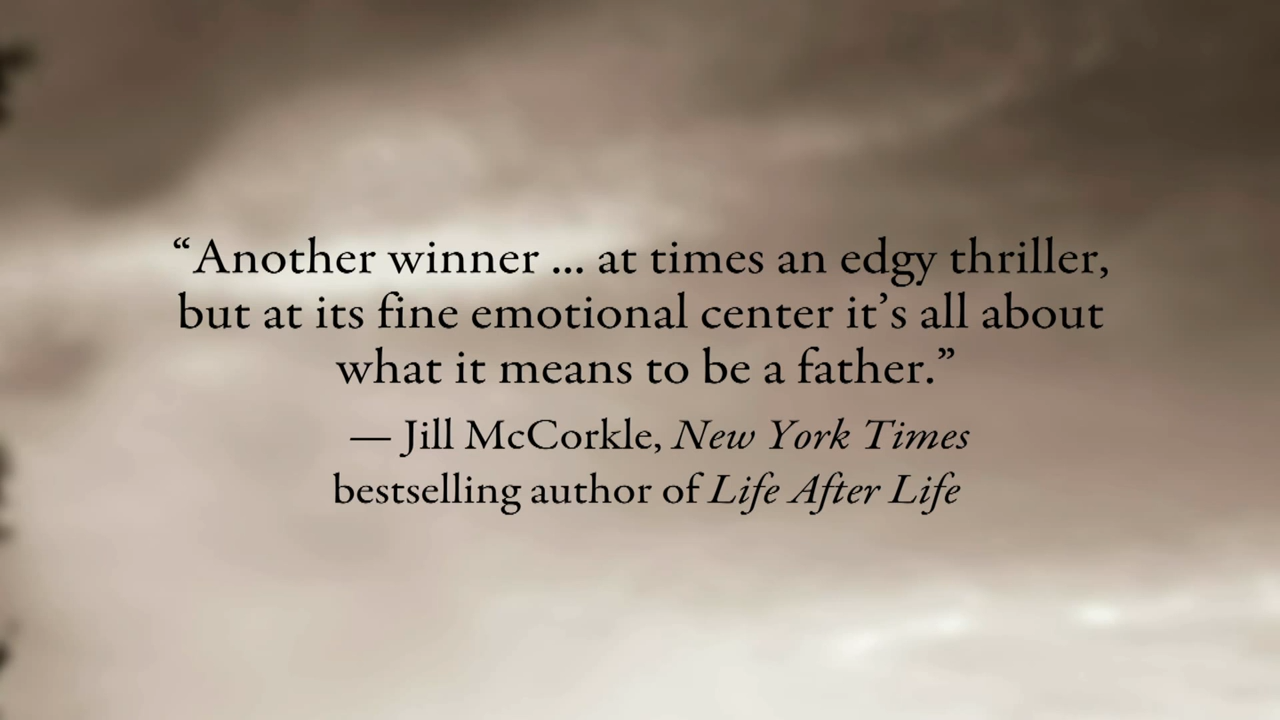 “Another winner ... at times an edgy thriller,
but at its fine emotional center it’s all about
what it means to be a father.”
— Jill McCorkle, New York Times
bestselling author of Life After Life